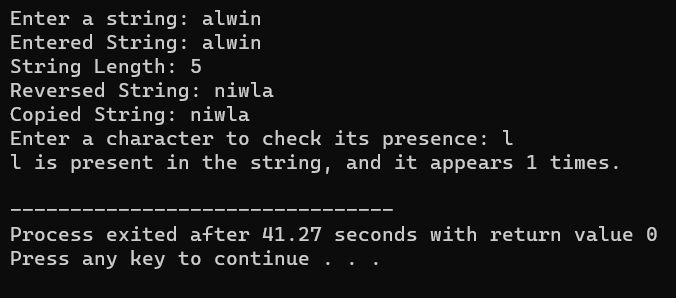 Enter a string: alwin
Entered String: alwin
String Length: 5
Reversed String: niwla
Copied String: niwla
Enter a character to check its presence: l
l is present in the string, and it appears 1 times.
--------------------------------
Process exited after 41.27 seconds with return value 0
Press any key to continue . . .